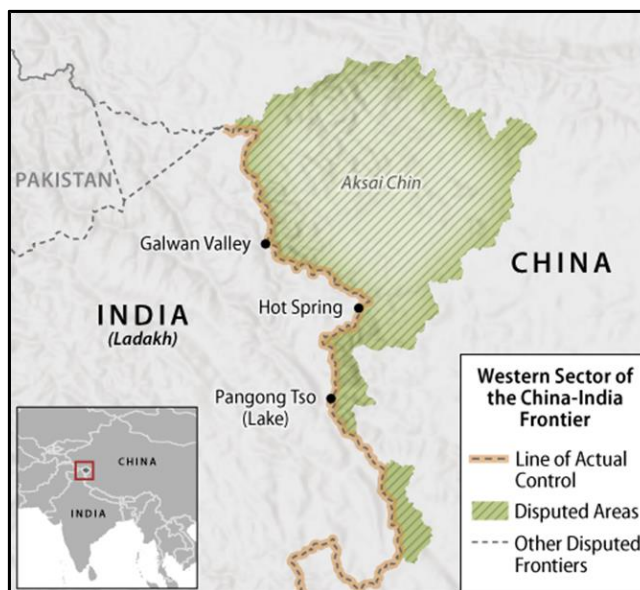 PAKISTAN
Aksai Chin
Galwan Valley
CHINA
INDIA
(Ladakh)
Hot Spring
Pangong Tso
(Lake)
Western Sector of
the China-India
Frontier
Line of Actual
Control
Disputed Areas
Other Disputed
Frontiers
CHINA
INDIA